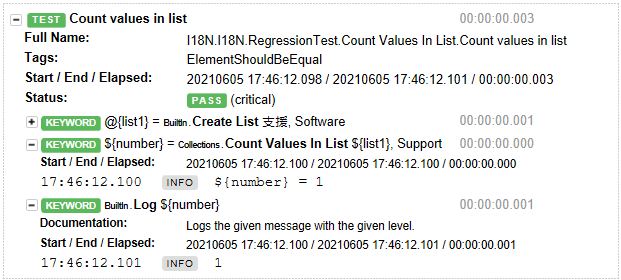 TEST Count values in list 00:00:00.003
Full Name: I18N.I18N.RegressionTest.Count Values In List.Count values in list
Tags: ElementShouldBeEqual
Start / End / Elapsed: 20210605 17:46:12.098 / 20210605 17:46:12.101 / 00:00:00.003
Status: PASS (critical)
KEYWORD @{list1} = BuiltIn.Create List 支援, Software 00:00:00.001
KEYWORD ${number} = Collections.Count Values In List ${list1}, Support 00:00:00.000
Start / End / Elapsed: 20210605 17:46:12.100 / 20210605 17:46:12.100 / 00:00:00.000
17:46:12.100 INFO ${number} = 1
KEYWORD BuiltIn.Log ${number} 00:00:00.001
Documentation: Logs the given message with the given level.
Start / End / Elapsed: 20210605 17:46:12.100 / 20210605 17:46:12.101 / 00:00:00.001
17:46:12.101 INFO 1